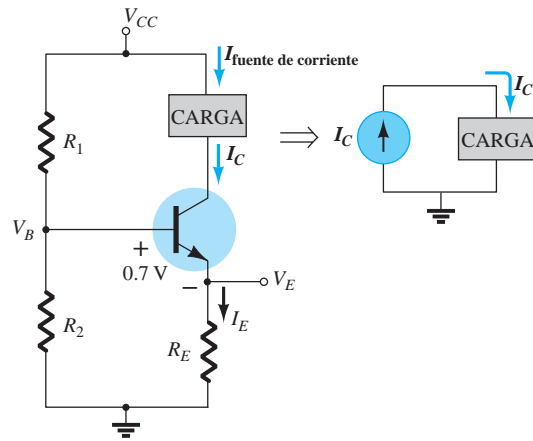 V_CC
I_fuente de corriente
CARGA
I_C
R_1
V_B
+
0.7 V
−
V_E
I_E
R_2
R_E
⇒
I_C
I_C
CARGA